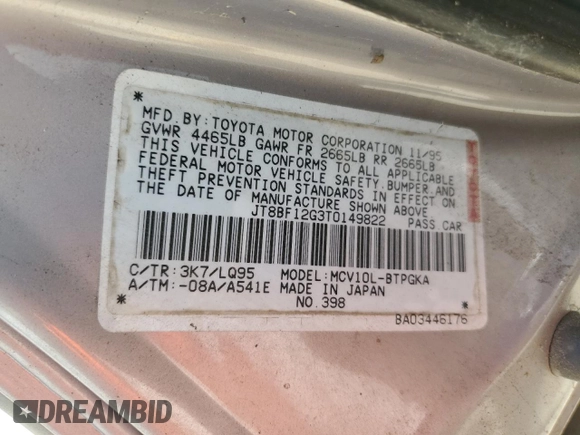 MFD.BY:TOYOTA MOTOR CORPORATION 11/95
GVWR 4465LB GAWR FR 2665LB RR 2665LB
THIS VEHICLE CONFORMS TO ALL APPLICABLE
FEDERAL MOTOR VEHICLE SAFETY,BUMPER,AND
THEFT PREVENTION STANDARDS IN EFFECT ON
THE DATE OF MANUFACTURE SHOWN ABOVE
JT8BF12G3T0149822 PASS.CAR
C/TR:3K7/LQ95 MODEL:MCV10L-BTPGKA
A/TM:-08A/A541E MADE IN JAPAN
NO.398
BA03446176
TOYOTA
DREAMBID